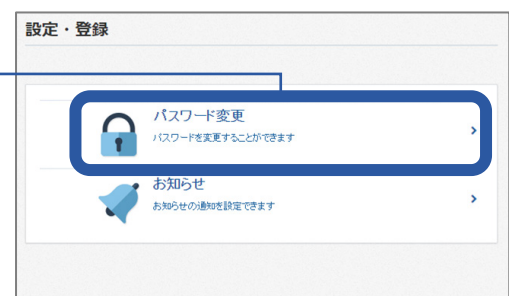 設定・登録
パスワード変更
パスワードを変更することができます
お知らせ
お知らせの通知を設定できます